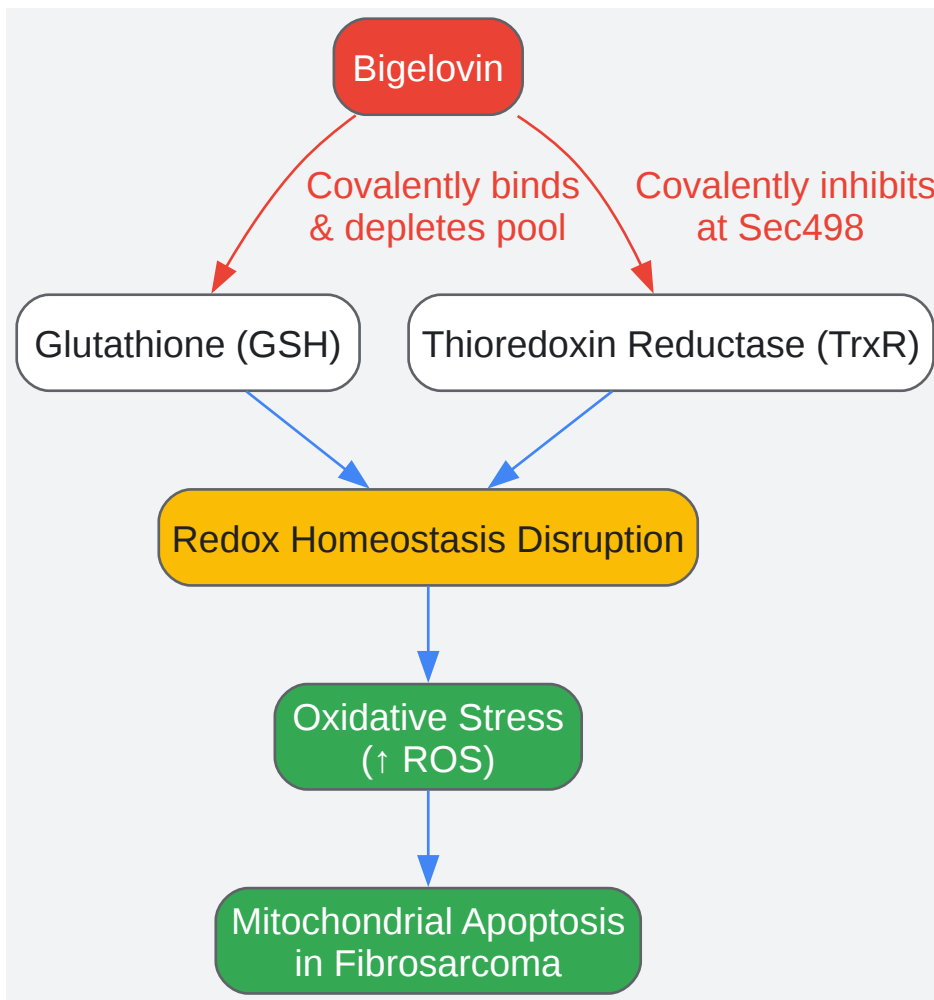 Bigelovin
Covalently binds
& depletes pool
Covalently inhibits
at Sec498
Glutathione (GSH)
Thioredoxin Reductase (TrxR)
Redox Homeostasis Disruption
Oxidative Stress
(↑ ROS)
Mitochondrial Apoptosis
in Fibrosarcoma